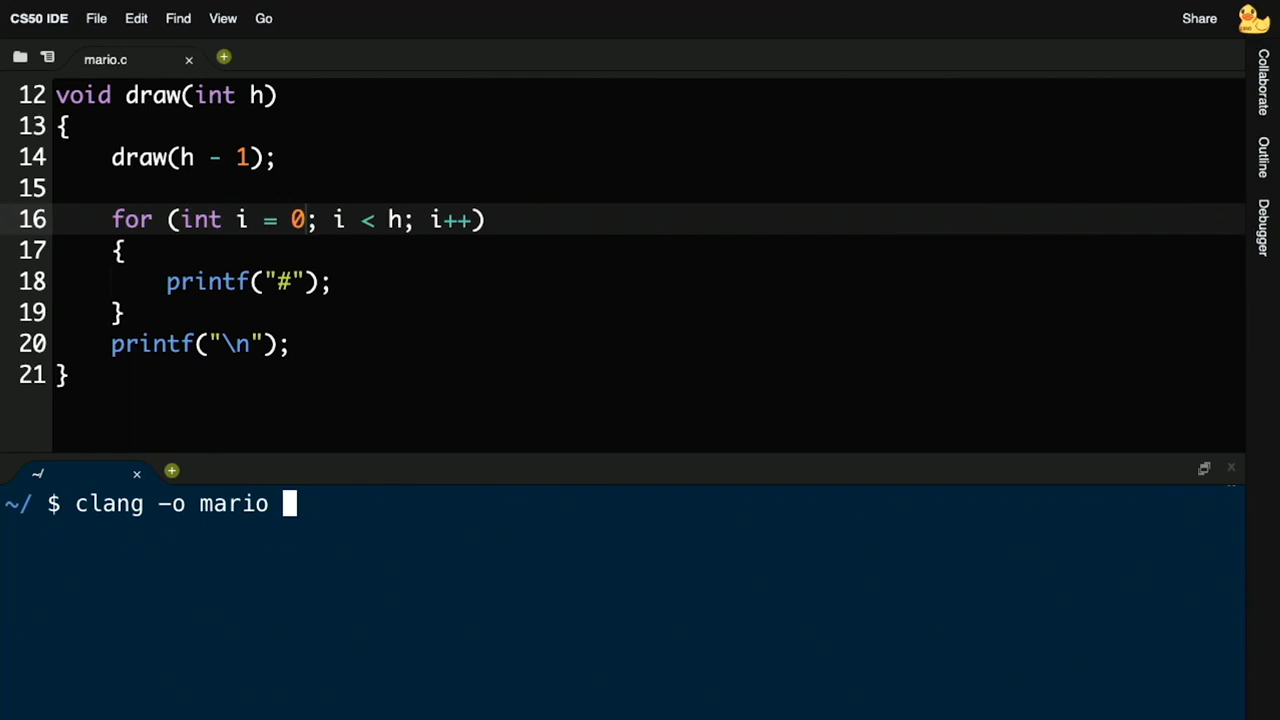 CS50 IDE File Edit Find View Go Share
mario.c
12 void draw(int h)
13 {
14 draw(h - 1);
15
16 for (int i = 0; i < h; i++)
17 {
18 printf("#");
19 }
20 printf("\n");
21 }
~/
~/ $ clang -o mario
Collaborate
Outline
Debugger